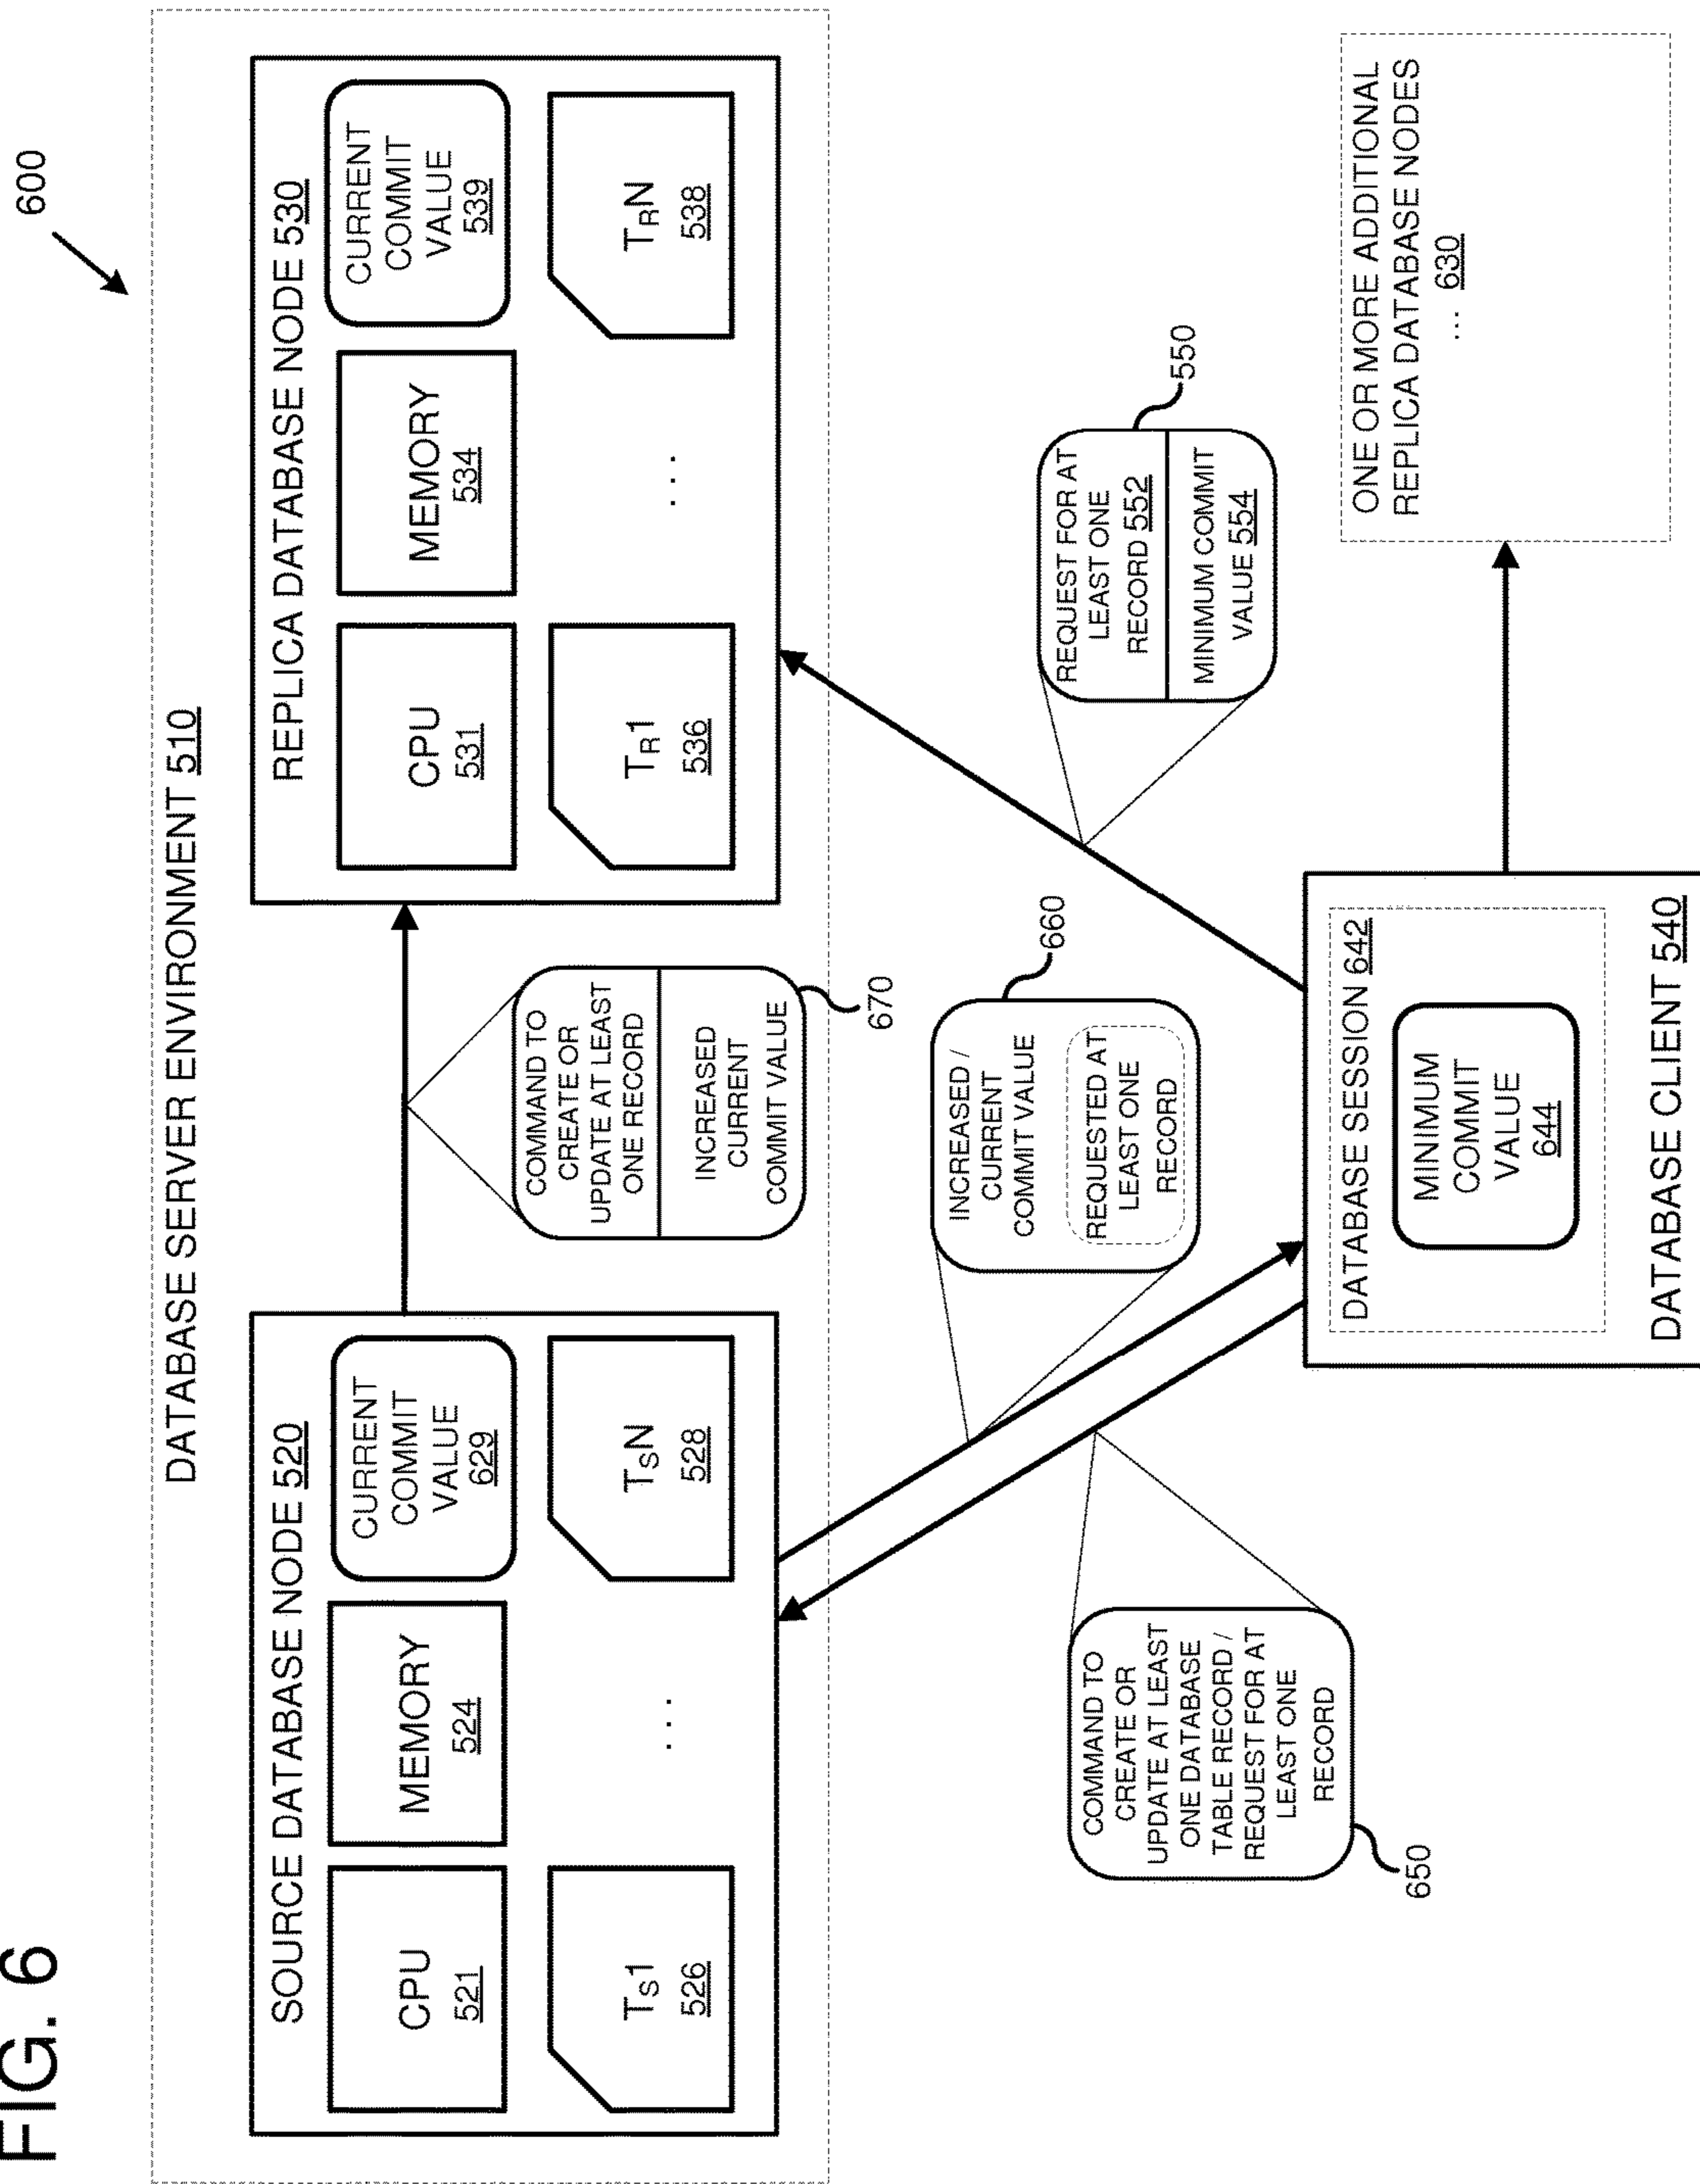 FIG. 6
600
DATABASE SERVER ENVIRONMENT 510
SOURCE DATABASE NODE 520
CPU
521
MEMORY
524
CURRENT
COMMIT
VALUE
629
TS1
526
...
TSN
528
COMMAND TO
CREATE OR
UPDATE AT LEAST
ONE RECORD
INCREASED
CURRENT
COMMIT VALUE
670
REPLICA DATABASE NODE 530
CPU
531
MEMORY
534
CURRENT
COMMIT
VALUE
539
TR1
536
...
TRN
538
COMMAND TO
CREATE OR
UPDATE AT LEAST
ONE DATABASE
TABLE RECORD /
REQUEST FOR AT
LEAST ONE
RECORD
650
INCREASED /
CURRENT
COMMIT VALUE
REQUESTED AT
LEAST ONE
RECORD
660
REQUEST FOR AT
LEAST ONE
RECORD 552
MINIMUM COMMIT
VALUE 554
550
DATABASE SESSION 642
MINIMUM
COMMIT
VALUE
644
DATABASE CLIENT 540
ONE OR MORE ADDITIONAL
REPLICA DATABASE NODES
... 630